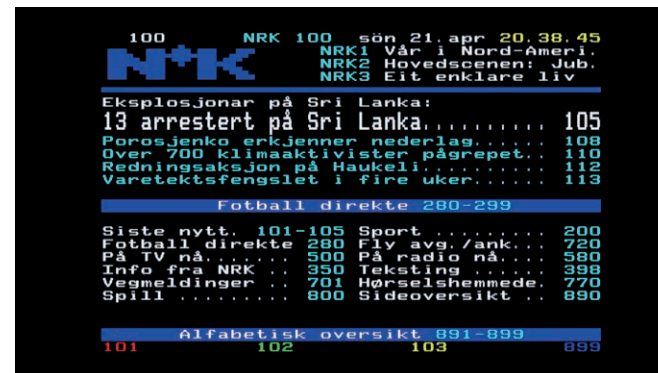 100 NRK 100 sön 21.apr 20.38.45
NRK1 Vår i Nord-Ameri.
NRK NRK2 Hovedscenen: Jub.
NRK3 Eit enklare liv
Eksplosjonar på Sri Lanka:
13 arrestert på Sri Lanka.......... 105
Porosjenko erkjenner nederlag...... 108
Over 700 klimaaktivister pågrepet.. 110
Redningsaksjon på Haukeli.......... 112
Varetektsfengslet i fire uker...... 113
Fotball direkte 280-299
Siste nytt. 101-105 Sport ......... 200
Fotball direkte 280 Fly avg./ank... 720
På TV nå....... 500 På radio nå.... 580
Info fra NRK .. 350 Teksting ...... 398
Vegmeldinger .. 701 Hørselshemmede. 770
Spill ......... 800 Sideoversikt .. 890
Alfabetisk oversikt 891-899
101 102 103 899